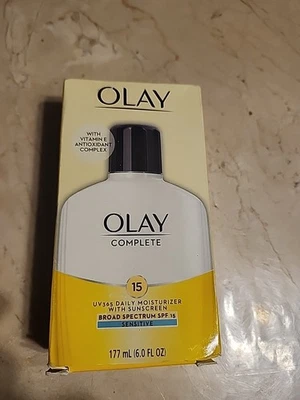 OLAY
WITH
VITAMIN E
ANTIOXIDANT
COMPLEX
OLAY
COMPLETE
15
UV365 DAILY MOISTURIZER
WITH SUNSCREEN
BROAD SPECTRUM SPF 15
SENSITIVE
177 mL (6.0 FL OZ)